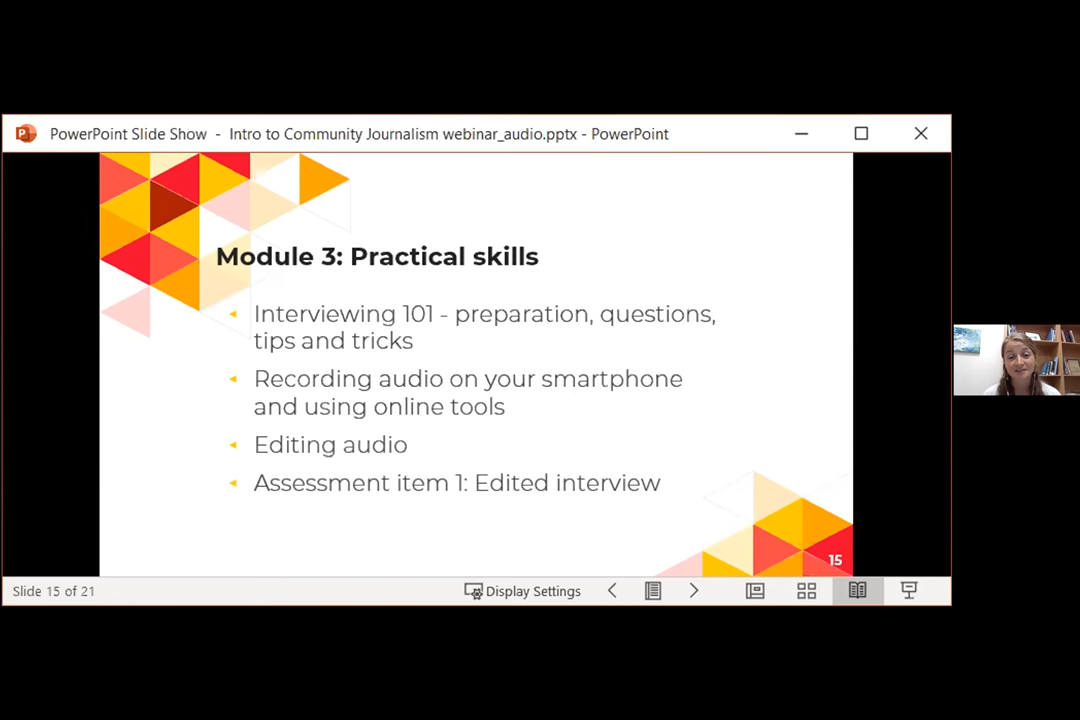 PowerPoint Slide Show - Intro to Community Journalism webinar_audio.pptx - PowerPoint
Module 3: Practical skills
Interviewing 101 - preparation, questions,
tips and tricks
Recording audio on your smartphone
and using online tools
Editing audio
Assessment item 1: Edited interview
15
Slide 15 of 21
Display Settings